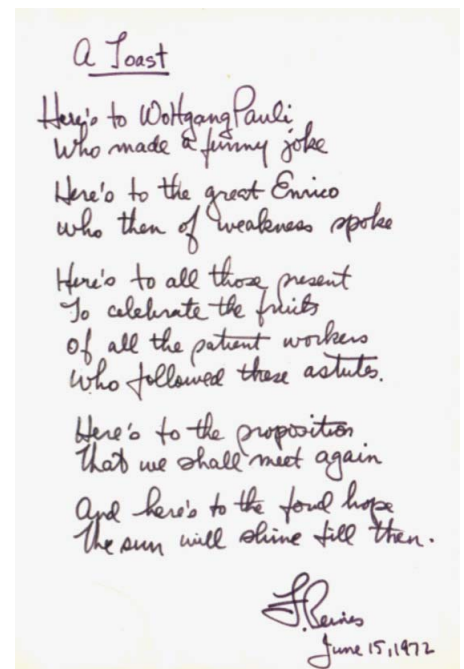 A Toast
Here's to Wolfgang Pauli
Who made a funny joke
Here's to the great Enrico
who then of weakness spoke
Here's to all those present
To celebrate the fruits
of all the patient workers
Who followed these astutes.
Here's to the proposition
That we shall meet again
And here's to the fond hope
The sun will shine till then.
F. Reines
June 15, 1972